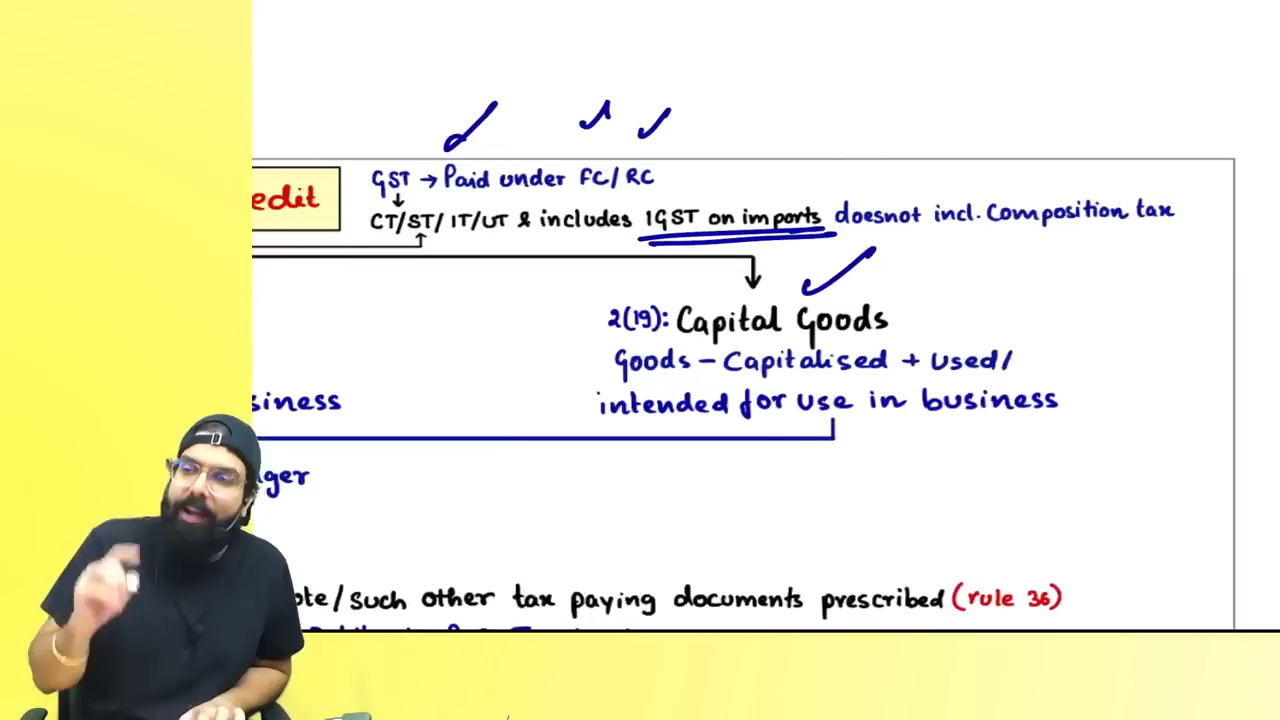 edit
GST → Paid under FC/RC
CT/ST/IT/UT & includes IGST on imports doesnot incl. Composition tax
2(19): Capital Goods
Goods – Capitalised + Used/
intended for use in business
siness
ger
ote/such other tax paying documents prescribed (rule 36)